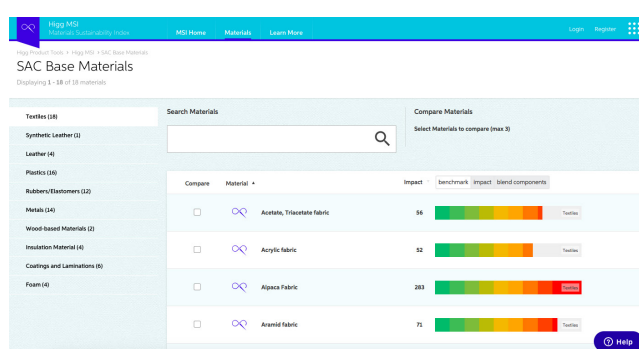 Higg MSI
Materials Sustainability Index
MSI Home Materials Learn More
Login Register
Higg Product Tools > Higg MSI > SAC Base Materials
SAC Base Materials
Displaying 1 - 18 of 18 materials
Textiles (18)
Synthetic Leather (1)
Leather (4)
Plastics (16)
Rubbers/Elastomers (12)
Metals (14)
Wood-based Materials (2)
Insulation Material (4)
Coatings and Laminations (6)
Foam (4)
Search Materials
Compare Materials
Select Materials to compare (max 3)
Compare Material Impact benchmark impact blend components
Acetate, Triacetate fabric 56 Textiles
Acrylic fabric 52 Textiles
Alpaca Fabric 283 Textiles
Aramid fabric 71 Textiles
? Help